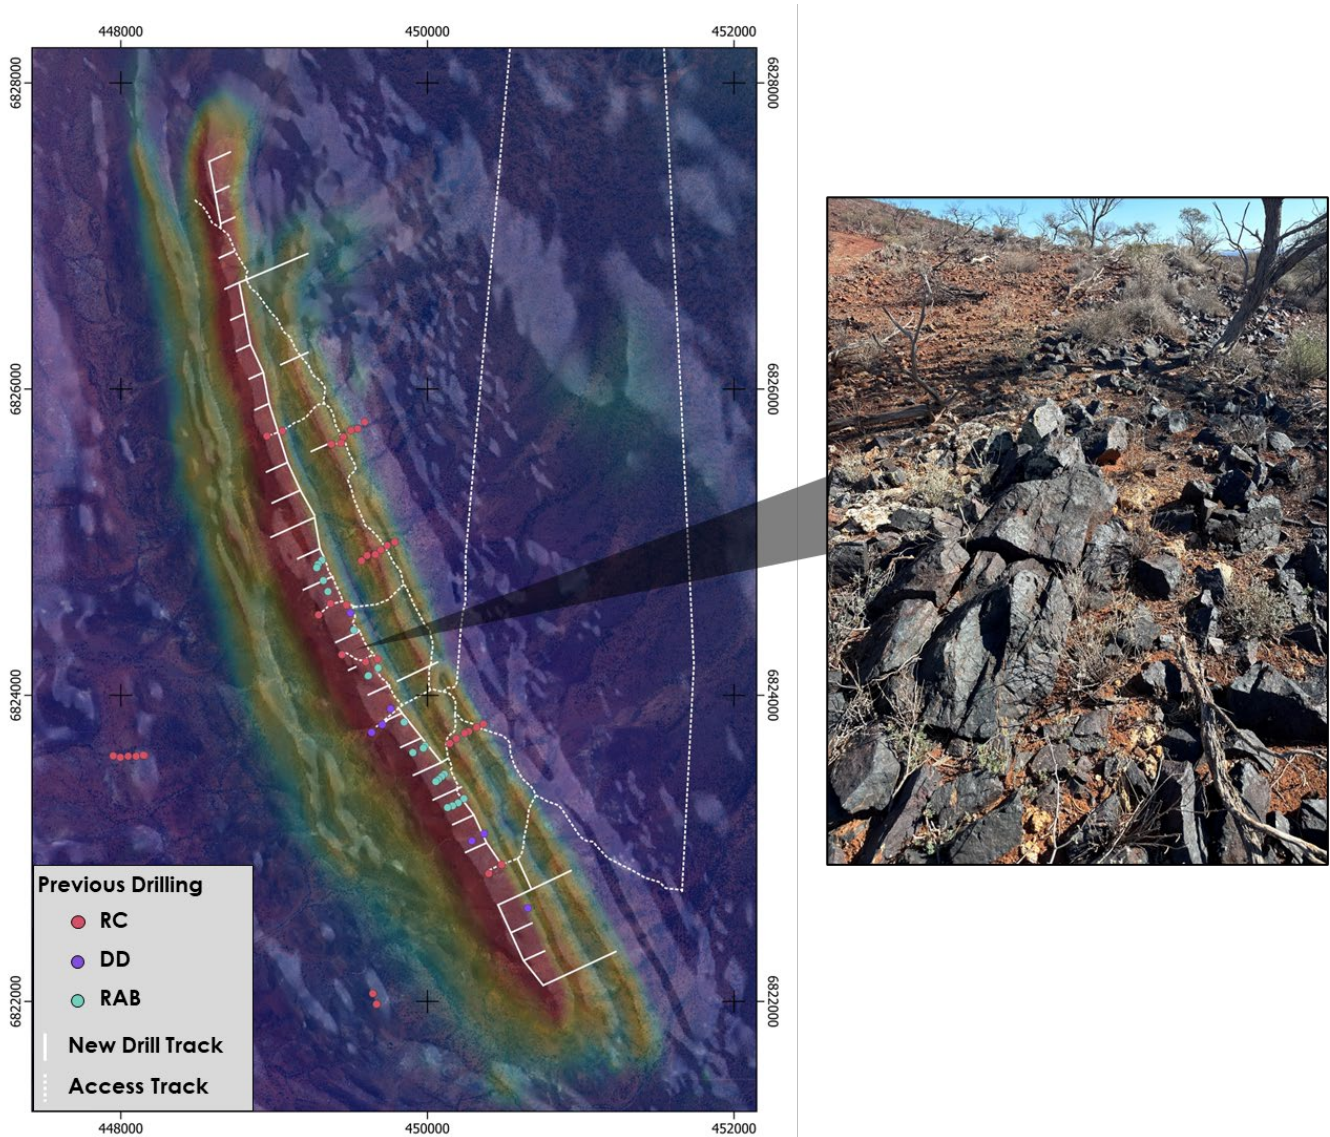 448000 450000 452000
6828000 6828000
6826000 6826000
6824000 6824000
6822000 6822000
Previous Drilling
RC
DD
RAB
New Drill Track
Access Track
448000 450000 452000